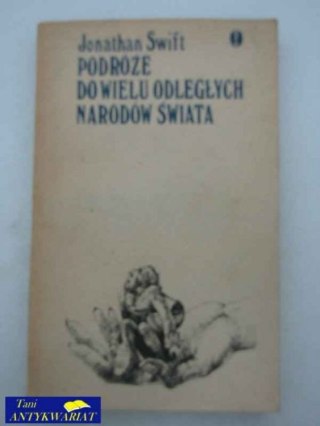 Jonathan Swift
PODRÓŻE
DO WIELU ODLEGŁYCH
NARODÓW ŚWIATA
Tani
ANTYKWARIAT